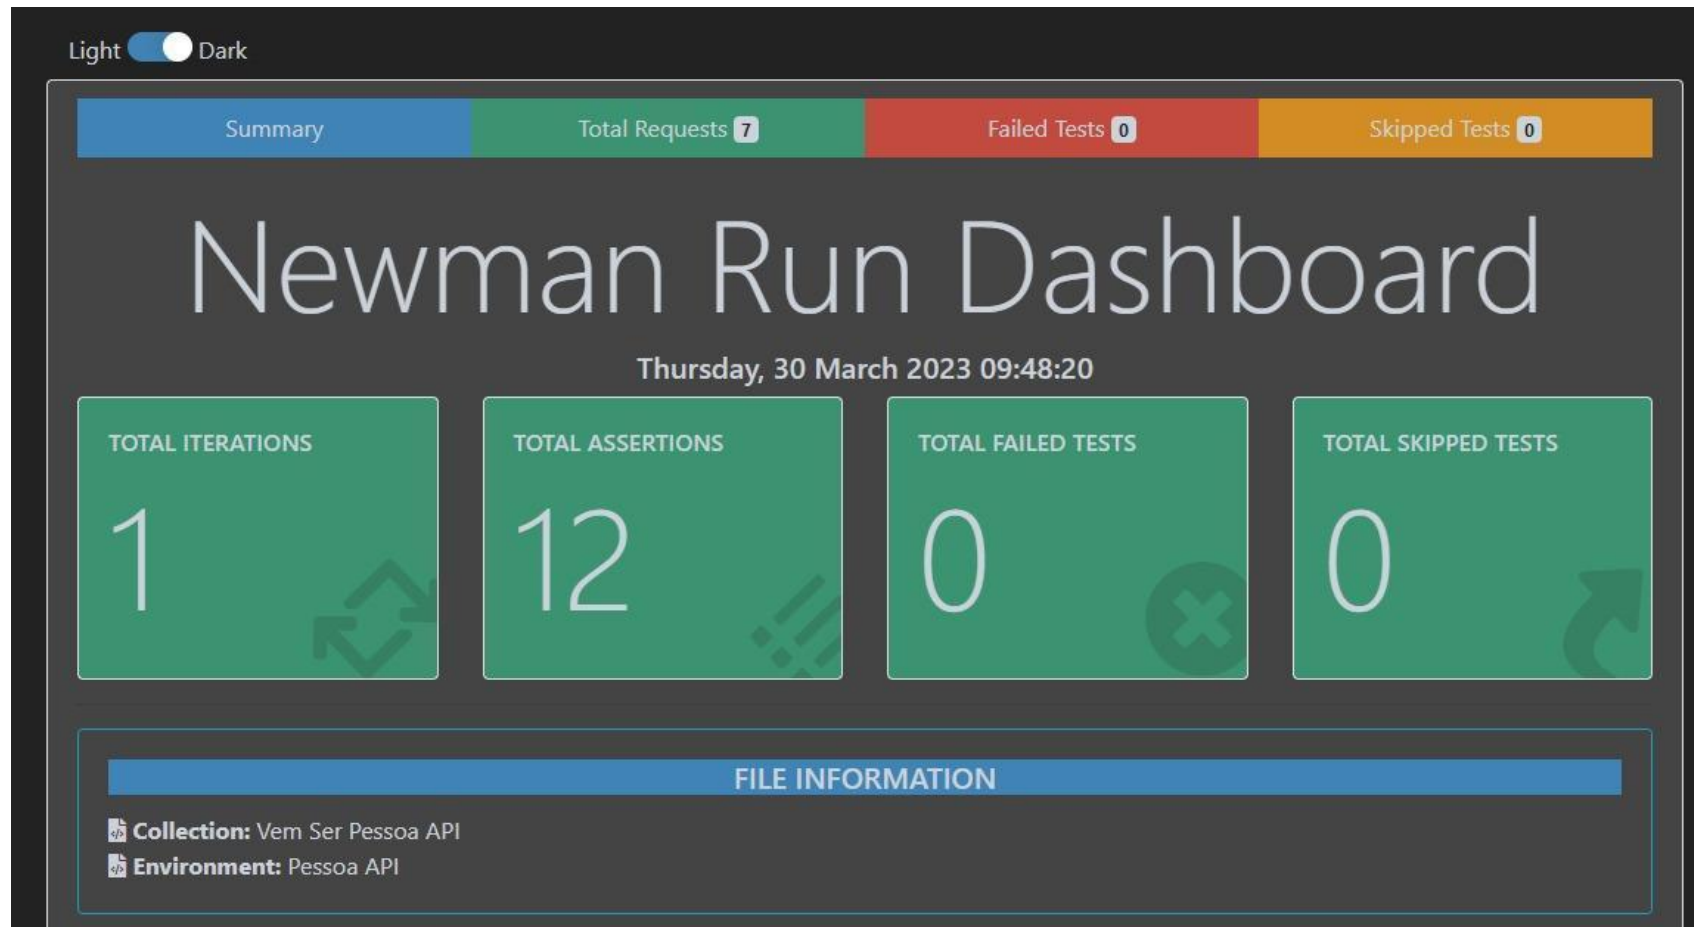 Light Dark
Summary Total Requests 7 Failed Tests 0 Skipped Tests 0
Newman Run Dashboard
Thursday, 30 March 2023 09:48:20
TOTAL ITERATIONS TOTAL ASSERTIONS TOTAL FAILED TESTS TOTAL SKIPPED TESTS
1 12 0 0
FILE INFORMATION
Collection: Vem Ser Pessoa API
Environment: Pessoa API